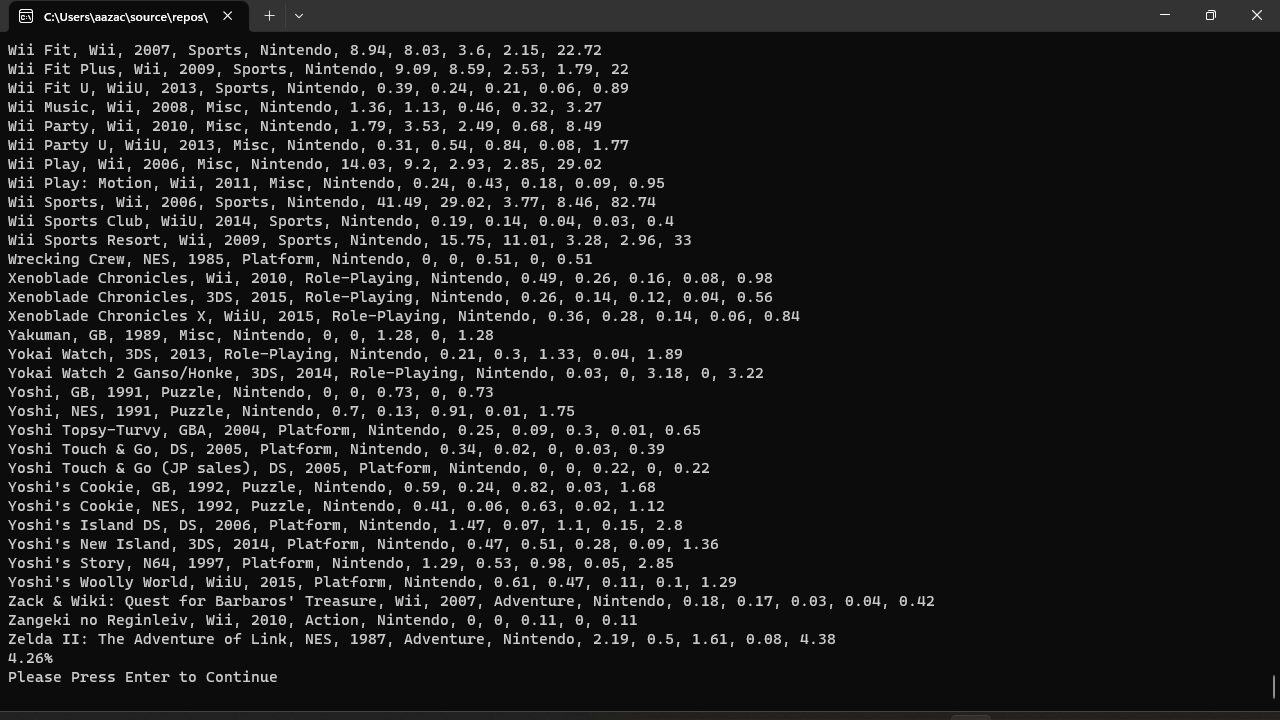 C:\Users\aazac\source\repos\
Wii Fit, Wii, 2007, Sports, Nintendo, 8.94, 8.03, 3.6, 2.15, 22.72
Wii Fit Plus, Wii, 2009, Sports, Nintendo, 9.09, 8.59, 2.53, 1.79, 22
Wii Fit U, WiiU, 2013, Sports, Nintendo, 0.39, 0.24, 0.21, 0.06, 0.89
Wii Music, Wii, 2008, Misc, Nintendo, 1.36, 1.13, 0.46, 0.32, 3.27
Wii Party, Wii, 2010, Misc, Nintendo, 1.79, 3.53, 2.49, 0.68, 8.49
Wii Party U, WiiU, 2013, Misc, Nintendo, 0.31, 0.54, 0.84, 0.08, 1.77
Wii Play, Wii, 2006, Misc, Nintendo, 14.03, 9.2, 2.93, 2.85, 29.02
Wii Play: Motion, Wii, 2011, Misc, Nintendo, 0.24, 0.43, 0.18, 0.09, 0.95
Wii Sports, Wii, 2006, Sports, Nintendo, 41.49, 29.02, 3.77, 8.46, 82.74
Wii Sports Club, WiiU, 2014, Sports, Nintendo, 0.19, 0.14, 0.04, 0.03, 0.4
Wii Sports Resort, Wii, 2009, Sports, Nintendo, 15.75, 11.01, 3.28, 2.96, 33
Wrecking Crew, NES, 1985, Platform, Nintendo, 0, 0, 0.51, 0, 0.51
Xenoblade Chronicles, Wii, 2010, Role-Playing, Nintendo, 0.49, 0.26, 0.16, 0.08, 0.98
Xenoblade Chronicles, 3DS, 2015, Role-Playing, Nintendo, 0.26, 0.14, 0.12, 0.04, 0.56
Xenoblade Chronicles X, WiiU, 2015, Role-Playing, Nintendo, 0.36, 0.28, 0.14, 0.06, 0.84
Yakuman, GB, 1989, Misc, Nintendo, 0, 0, 1.28, 0, 1.28
Yokai Watch, 3DS, 2013, Role-Playing, Nintendo, 0.21, 0.3, 1.33, 0.04, 1.89
Yokai Watch 2 Ganso/Honke, 3DS, 2014, Role-Playing, Nintendo, 0.03, 0, 3.18, 0, 3.22
Yoshi, GB, 1991, Puzzle, Nintendo, 0, 0, 0.73, 0, 0.73
Yoshi, NES, 1991, Puzzle, Nintendo, 0.7, 0.13, 0.91, 0.01, 1.75
Yoshi Topsy-Turvy, GBA, 2004, Platform, Nintendo, 0.25, 0.09, 0.3, 0.01, 0.65
Yoshi Touch & Go, DS, 2005, Platform, Nintendo, 0.34, 0.02, 0, 0.03, 0.39
Yoshi Touch & Go (JP sales), DS, 2005, Platform, Nintendo, 0, 0, 0.22, 0, 0.22
Yoshi's Cookie, GB, 1992, Puzzle, Nintendo, 0.59, 0.24, 0.82, 0.03, 1.68
Yoshi's Cookie, NES, 1992, Puzzle, Nintendo, 0.41, 0.06, 0.63, 0.02, 1.12
Yoshi's Island DS, DS, 2006, Platform, Nintendo, 1.47, 0.07, 1.1, 0.15, 2.8
Yoshi's New Island, 3DS, 2014, Platform, Nintendo, 0.47, 0.51, 0.28, 0.09, 1.36
Yoshi's Story, N64, 1997, Platform, Nintendo, 1.29, 0.53, 0.98, 0.05, 2.85
Yoshi's Woolly World, WiiU, 2015, Platform, Nintendo, 0.61, 0.47, 0.11, 0.1, 1.29
Zack & Wiki: Quest for Barbaros' Treasure, Wii, 2007, Adventure, Nintendo, 0.18, 0.17, 0.03, 0.04, 0.42
Zangeki no Reginleiv, Wii, 2010, Action, Nintendo, 0, 0, 0.11, 0, 0.11
Zelda II: The Adventure of Link, NES, 1987, Adventure, Nintendo, 2.19, 0.5, 1.61, 0.08, 4.38
4.26%
Please Press Enter to Continue